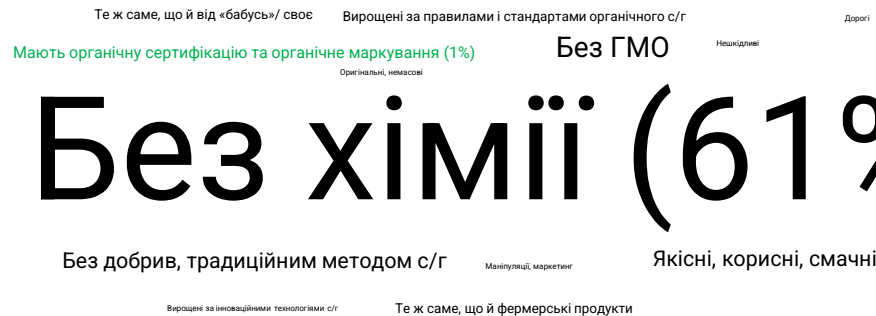 Те ж саме, що й від «бабусь»/ своє
Вирощені за правилами і стандартами органічного с/г
Дорогі
Мають органічну сертифікацію та органічне маркування (1%)
Без ГМО
Нешкідливі
Оригінальні, немасові
Без хімії (61%
Без добрив, традиційним методом с/г
Маніпуляції, маркетинг
Якісні, корисні, смачні
Вирощені за інноваційними технологіями с/г
Те ж саме, що й фермерські продукти